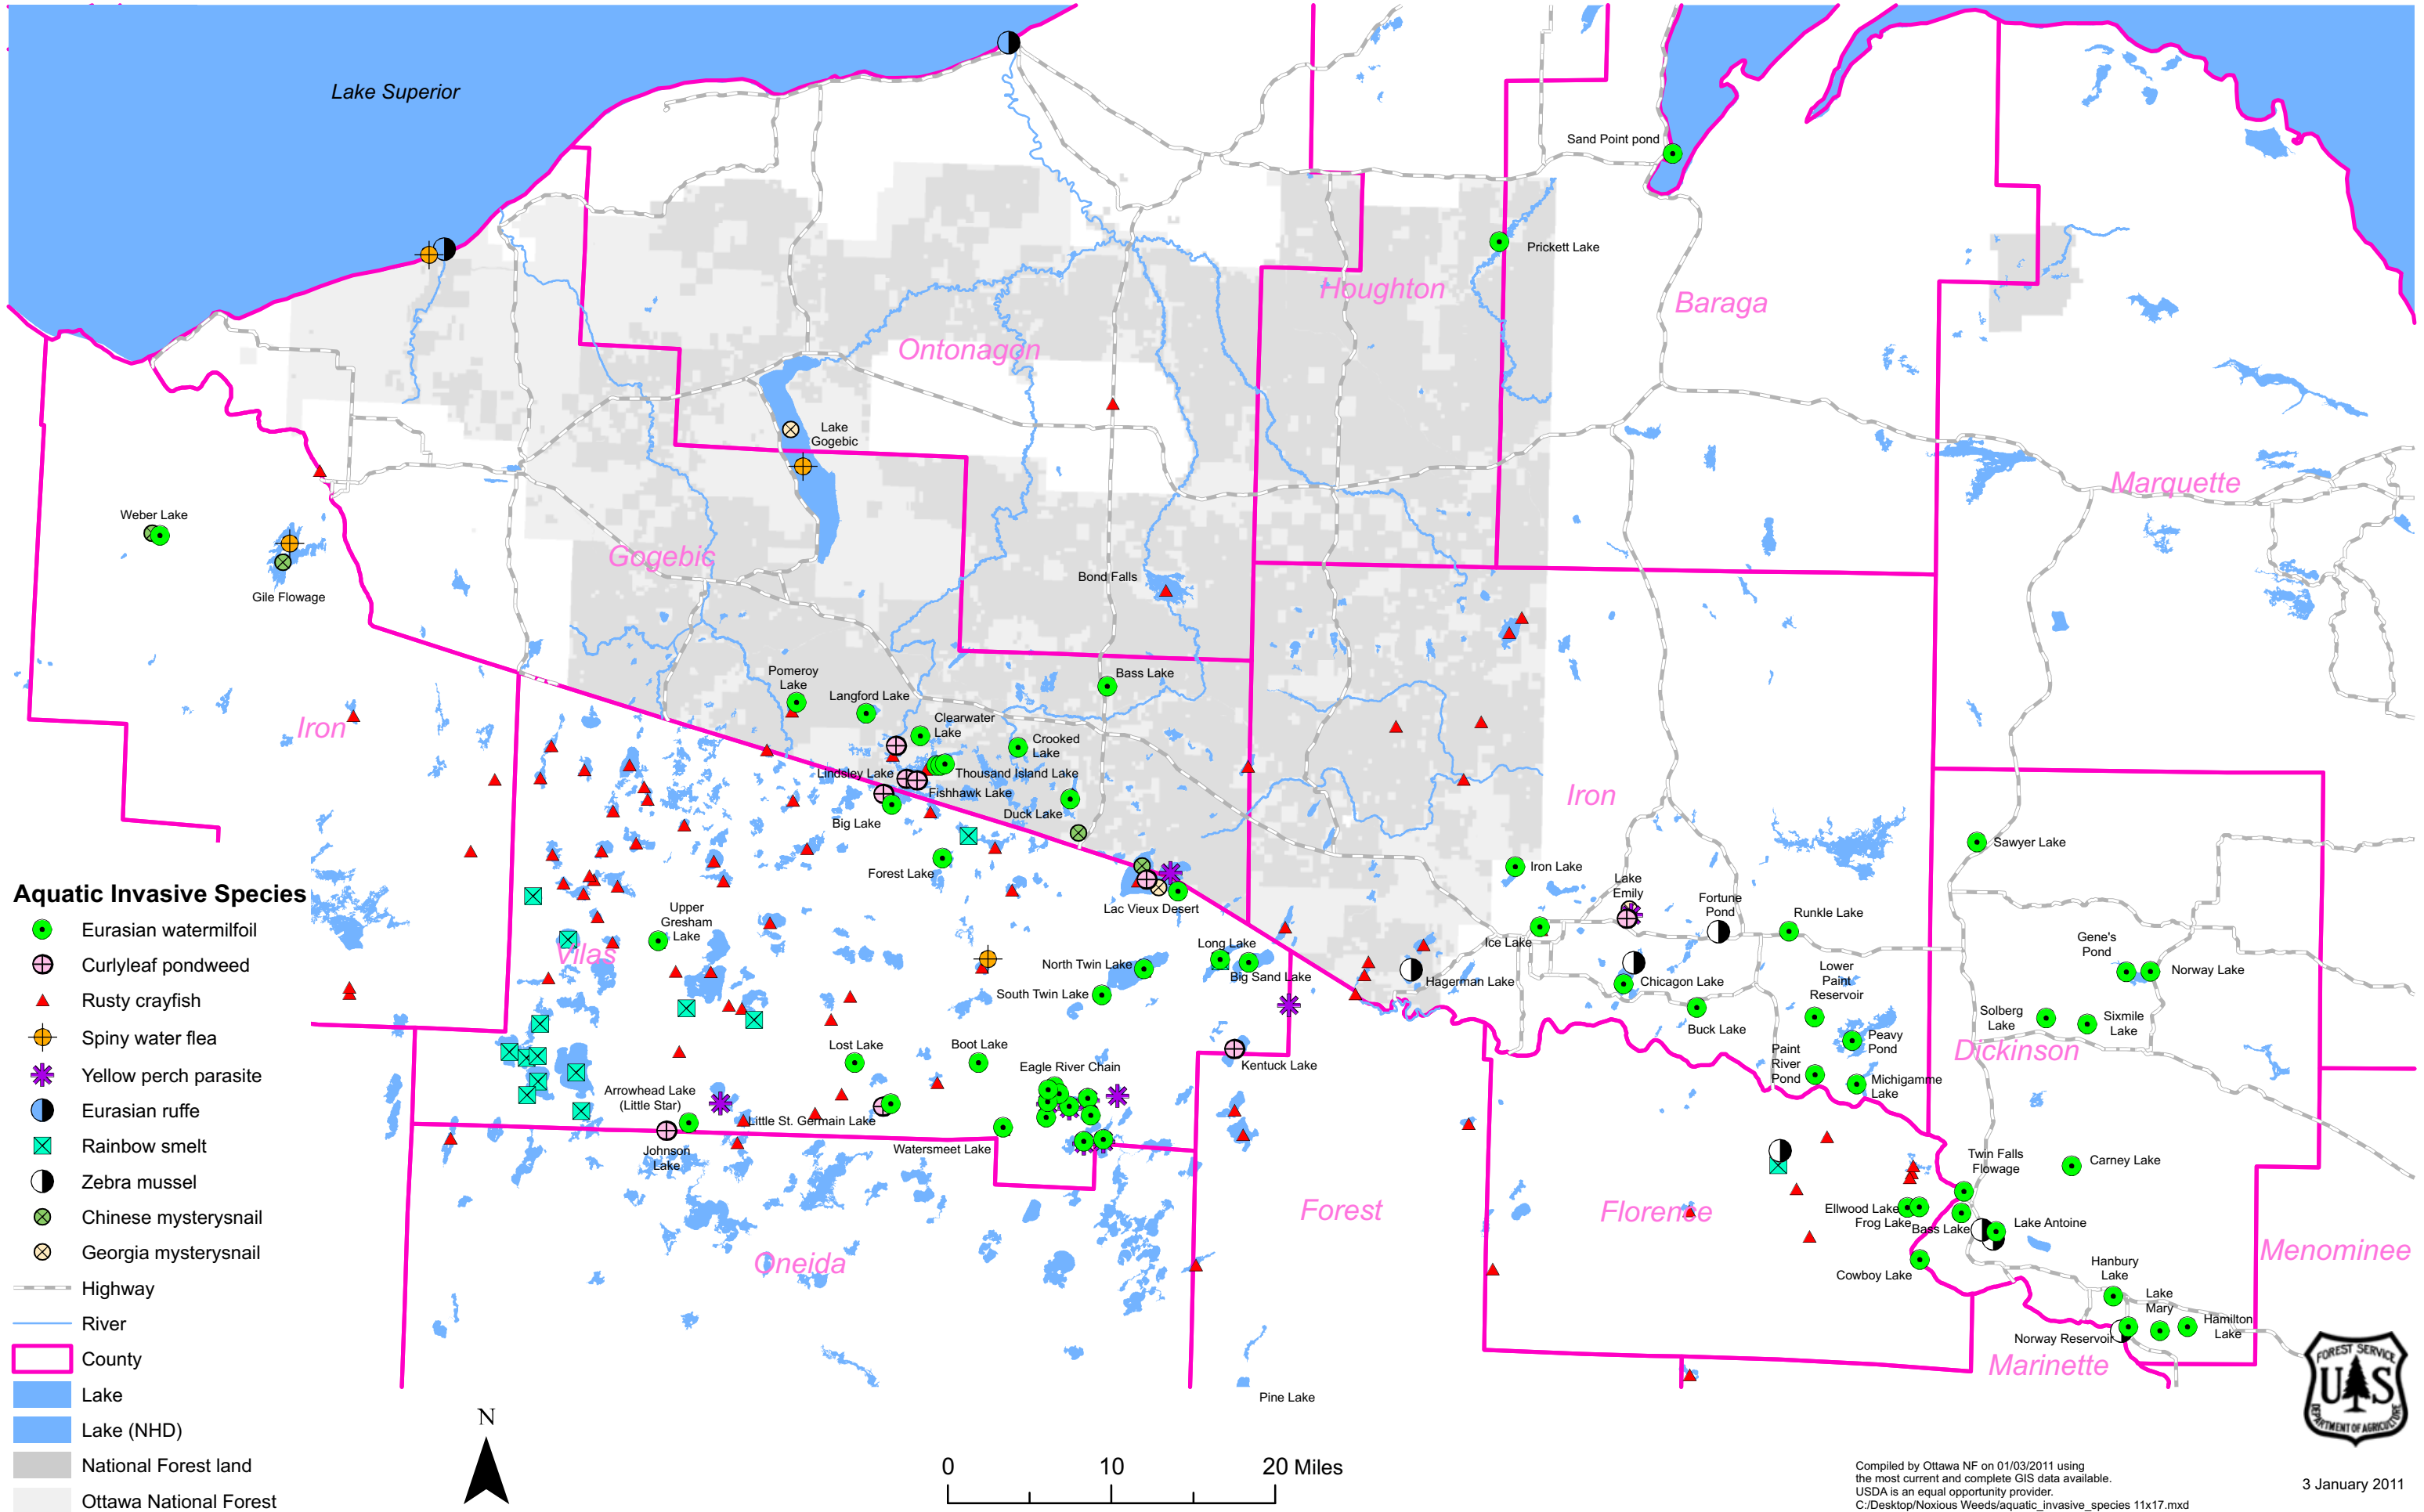 Lake Superior
Sand Point pond
Prickett Lake
Houghton
Baraga
Ontonagon
Lake
Gogebic
Marquette
Weber Lake
Gogebic
Bond Falls
Gile Flowage
Pomeroy
Lake
Bass Lake
Langford Lake
Iron
Clearwater
Lake
Crooked
Lake
Lindsley Lake
Thousand Island Lake
Fishhawk Lake
Iron
Duck Lake
Big Lake
Sawyer Lake
Forest Lake
Iron Lake
Lake
Emily
Lac Vieux Desert
Fortune
Pond
Runkle Lake
Upper
Gresham
Lake
Vilas
Long Lake
Ice Lake
Gene's
Pond
North Twin Lake
Big Sand Lake
Hagerman Lake
Chicagon Lake
Lower
Paint
Reservoir
Norway Lake
South Twin Lake
Buck Lake
Solberg
Lake
Sixmile
Lake
Lost Lake
Boot Lake
Peavy
Pond
Dickinson
Eagle River Chain
Kentuck Lake
Paint
River
Pond
Michigamme
Lake
Arrowhead Lake
(Little Star)
Little St. Germain Lake
Johnson
Lake
Watersmeet Lake
Twin Falls
Flowage
Carney Lake
Forest
Florence
Ellwood Lake
Frog Lake
Bass Lake
Lake Antoine
Oneida
Menominee
Cowboy Lake
Hanbury
Lake
Lake
Mary
Hamilton
Lake
Norway Reservoir
Marinette
Pine Lake
Aquatic Invasive Species
Eurasian watermilfoil
Curlyleaf pondweed
Rusty crayfish
Spiny water flea
Yellow perch parasite
Eurasian ruffe
Rainbow smelt
Zebra mussel
Chinese mysterysnail
Georgia mysterysnail
Highway
River
County
Lake
Lake (NHD)
National Forest land
Ottawa National Forest
N
0 10 20 Miles
FOREST SERVICE
U S
DEPARTMENT OF AGRICULTURE
Compiled by Ottawa NF on 01/03/2011 using
the most current and complete GIS data available.
USDA is an equal opportunity provider.
C:/Desktop/Noxious Weeds/aquatic_invasive_species 11x17.mxd
3 January 2011